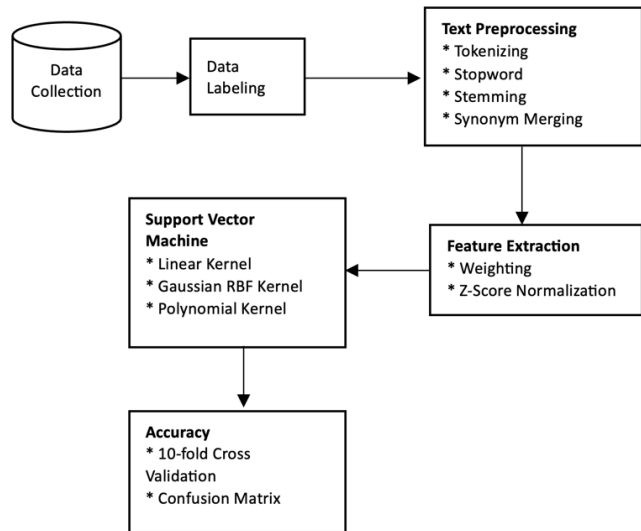 Data
Collection
Data
Labeling
Text Preprocessing
* Tokenizing
* Stopword
* Stemming
* Synonym Merging
Support Vector
Machine
* Linear Kernel
* Gaussian RBF Kernel
* Polynomial Kernel
Feature Extraction
* Weighting
* Z-Score Normalization
Accuracy
* 10-fold Cross
Validation
* Confusion Matrix